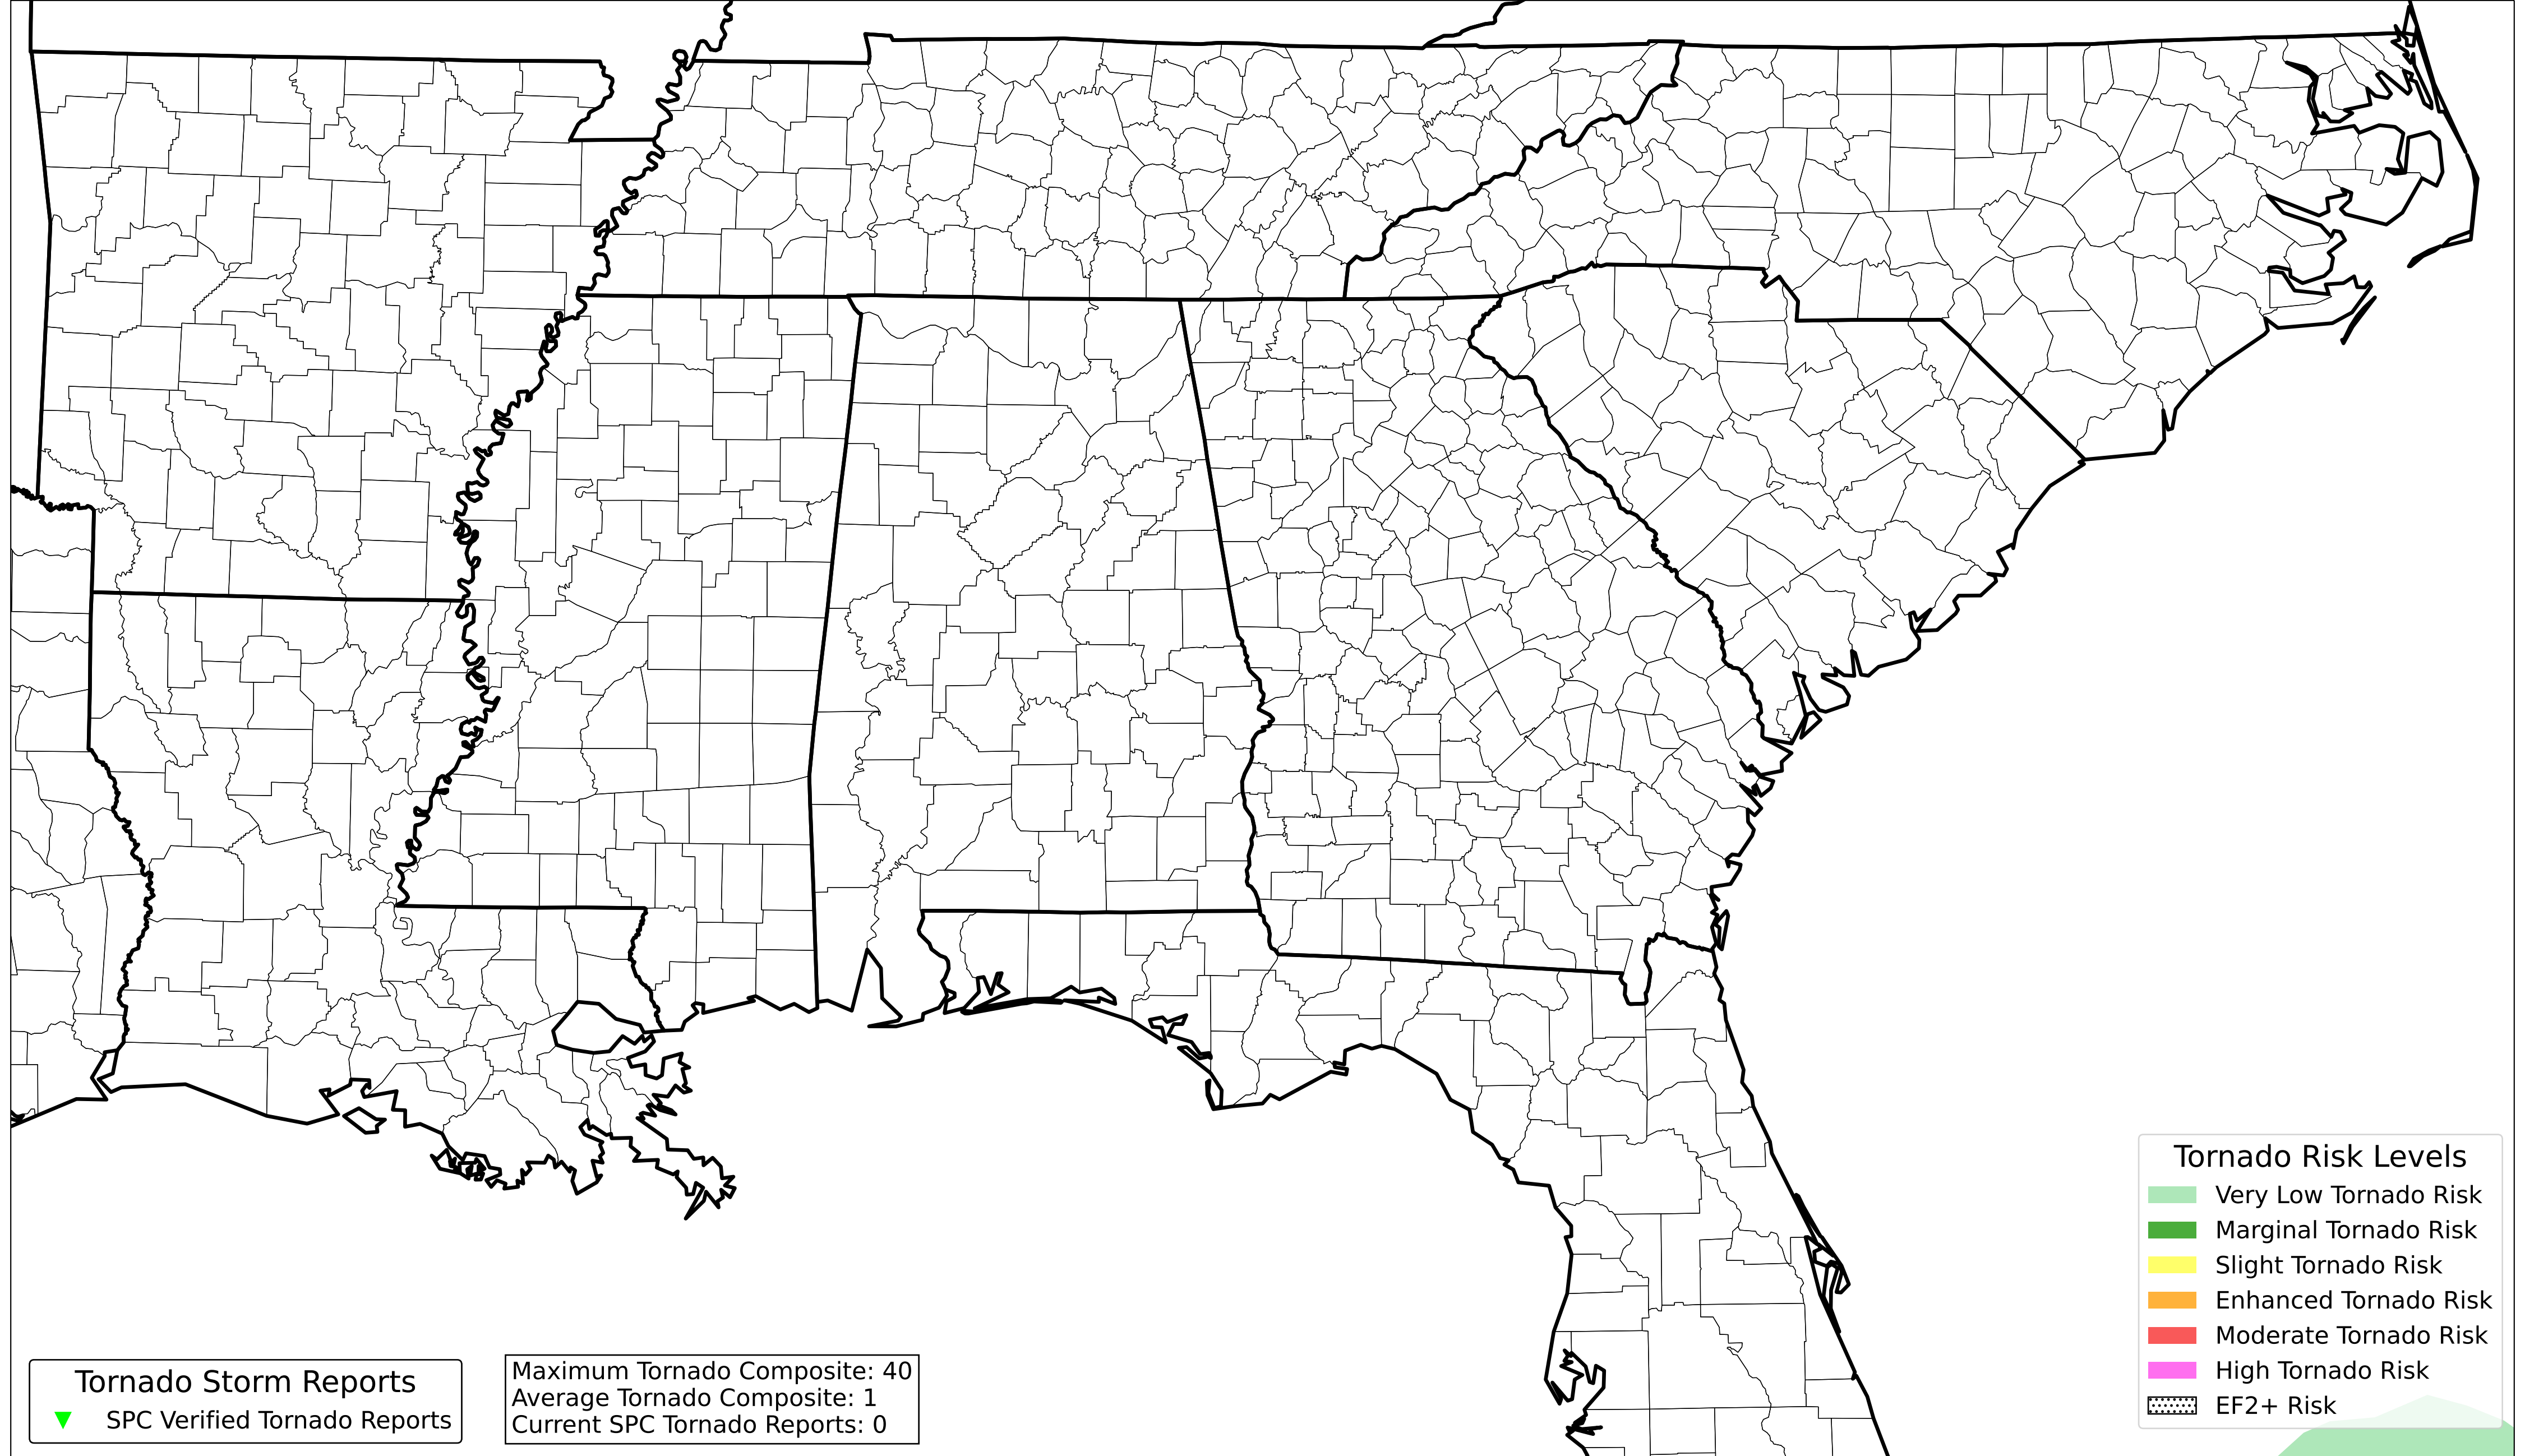 Tornado Risk Levels
Very Low Tornado Risk
Marginal Tornado Risk
Slight Tornado Risk
Enhanced Tornado Risk
Moderate Tornado Risk
High Tornado Risk
EF2+ Risk
Tornado Storm Reports
SPC Verified Tornado Reports
Maximum Tornado Composite: 40
Average Tornado Composite: 1
Current SPC Tornado Reports: 0